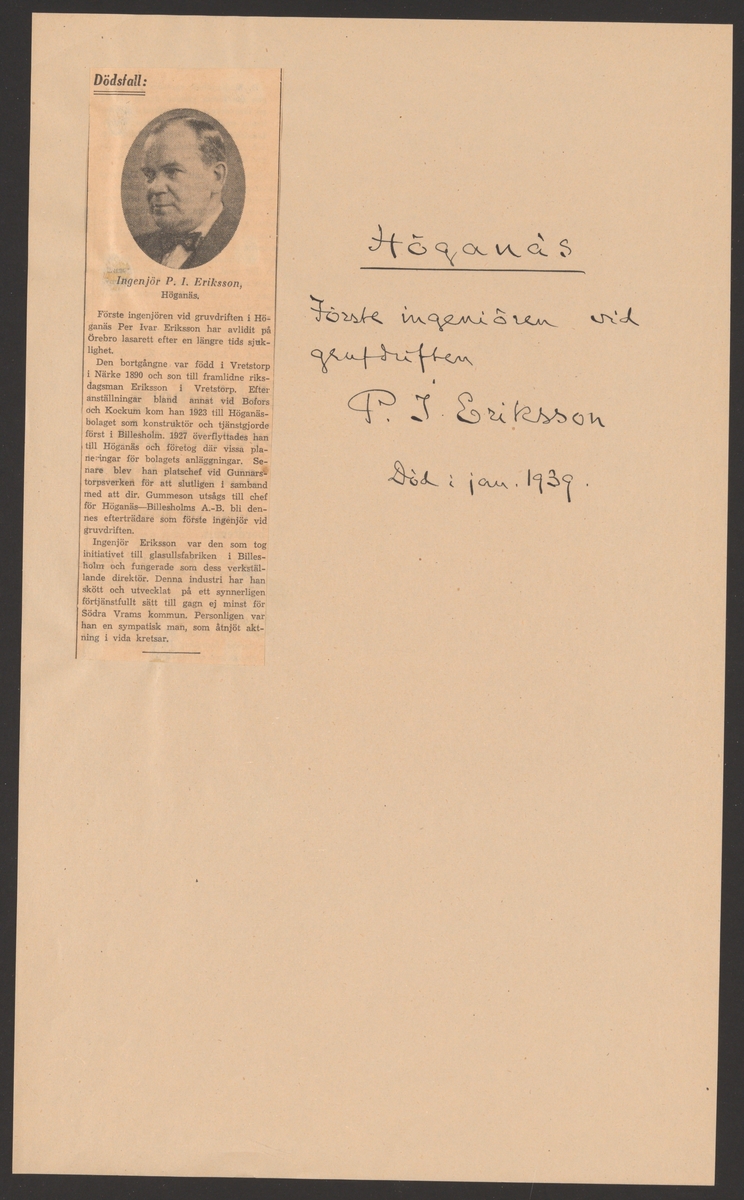 Dödsfall:
Ingenjör P. I. Eriksson,
Höganäs.
Förste ingenjören vid gruvdriften i Hö-
ganäs Per Ivar Eriksson har avlidit på
Örebro lasarett efter en längre tids sjuk-
lighet.
Den bortgångne var född i Vretstorp
i Närke 1890 och son till framlidne riks-
dagsman Eriksson i Vretstorp. Efter
anställningar bland annat vid Bofors
och Kockum kom han 1923 till Höganäs-
bolaget som konstruktör och tjänstgjorde
först i Billesholm. 1927 överflyttades han
till Höganäs och företog där vissa pla-
neringar för bolagets anläggningar. Se-
nare blev han platschef vid Gunnars-
torpsverken för att slutligen i samband
med att dir. Gummeson utsågs till chef
för Höganäs—Billesholms A.-B. bli den-
nes efterträdare som förste ingenjör vid
gruvdriften.
Ingenjör Eriksson var den som tog
initiativet till glasullsfabriken i Billes-
holm och fungerade som dess verkstäl-
lande direktör. Denna industri har han
skött och utvecklat på ett synnerligen
förtjänstfullt sätt till gagn ej minst för
Södra Vrams kommun. Personligen var
han en sympatisk man, som åtnjöt akt-
ning i vida kretsar.
Höganäs
Förste ingeniören vid
grufdriften
P. I. Eriksson
Död i jan. 1939.